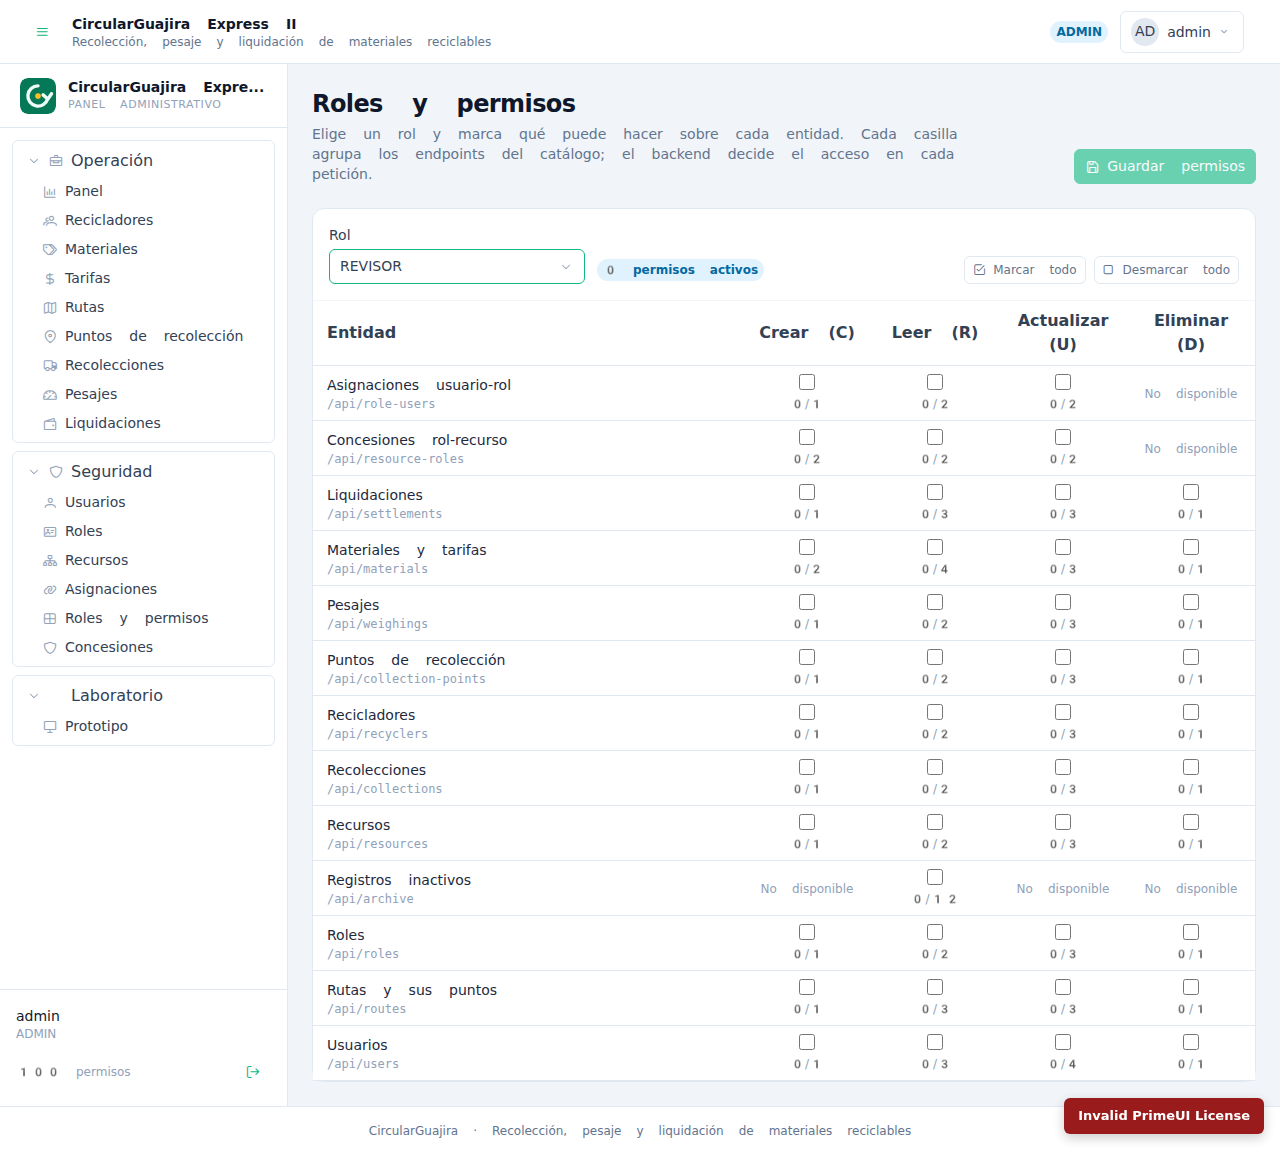 CircularGuajira Express II
Recolección, pesaje y liquidación de materiales reciclables
ADMIN
AD admin
CircularGuajira Expre...
PANEL ADMINISTRATIVO
Operación
Panel
Recicladores
Materiales
Tarifas
Rutas
Puntos de recolección
Recolecciones
Pesajes
Liquidaciones
Seguridad
Usuarios
Roles
Recursos
Asignaciones
Roles y permisos
Concesiones
Laboratorio
Prototipo
admin
ADMIN
100 permisos
Roles y permisos
Elige un rol y marca qué puede hacer sobre cada entidad. Cada casilla
agrupa los endpoints del catálogo; el backend decide el acceso en cada
petición.
Guardar permisos
Rol
REVISOR
0 permisos activos
Marcar todo
Desmarcar todo
Entidad Crear (C) Leer (R) Actualizar (U) Eliminar (D)
Asignaciones usuario-rol
/api/role-users 0/1 0/2 0/2 No disponible
Concesiones rol-recurso
/api/resource-roles 0/2 0/2 0/2 No disponible
Liquidaciones
/api/settlements 0/1 0/3 0/3 0/1
Materiales y tarifas
/api/materials 0/2 0/4 0/3 0/1
Pesajes
/api/weighings 0/1 0/2 0/3 0/1
Puntos de recolección
/api/collection-points 0/1 0/2 0/3 0/1
Recicladores
/api/recyclers 0/1 0/2 0/3 0/1
Recolecciones
/api/collections 0/1 0/2 0/3 0/1
Recursos
/api/resources 0/1 0/2 0/3 0/1
Registros inactivos
/api/archive No disponible 0/12 No disponible No disponible
Roles
/api/roles 0/1 0/2 0/3 0/1
Rutas y sus puntos
/api/routes 0/1 0/3 0/3 0/1
Usuarios
/api/users 0/1 0/3 0/4 0/1
CircularGuajira · Recolección, pesaje y liquidación de materiales reciclables
Invalid PrimeUI License